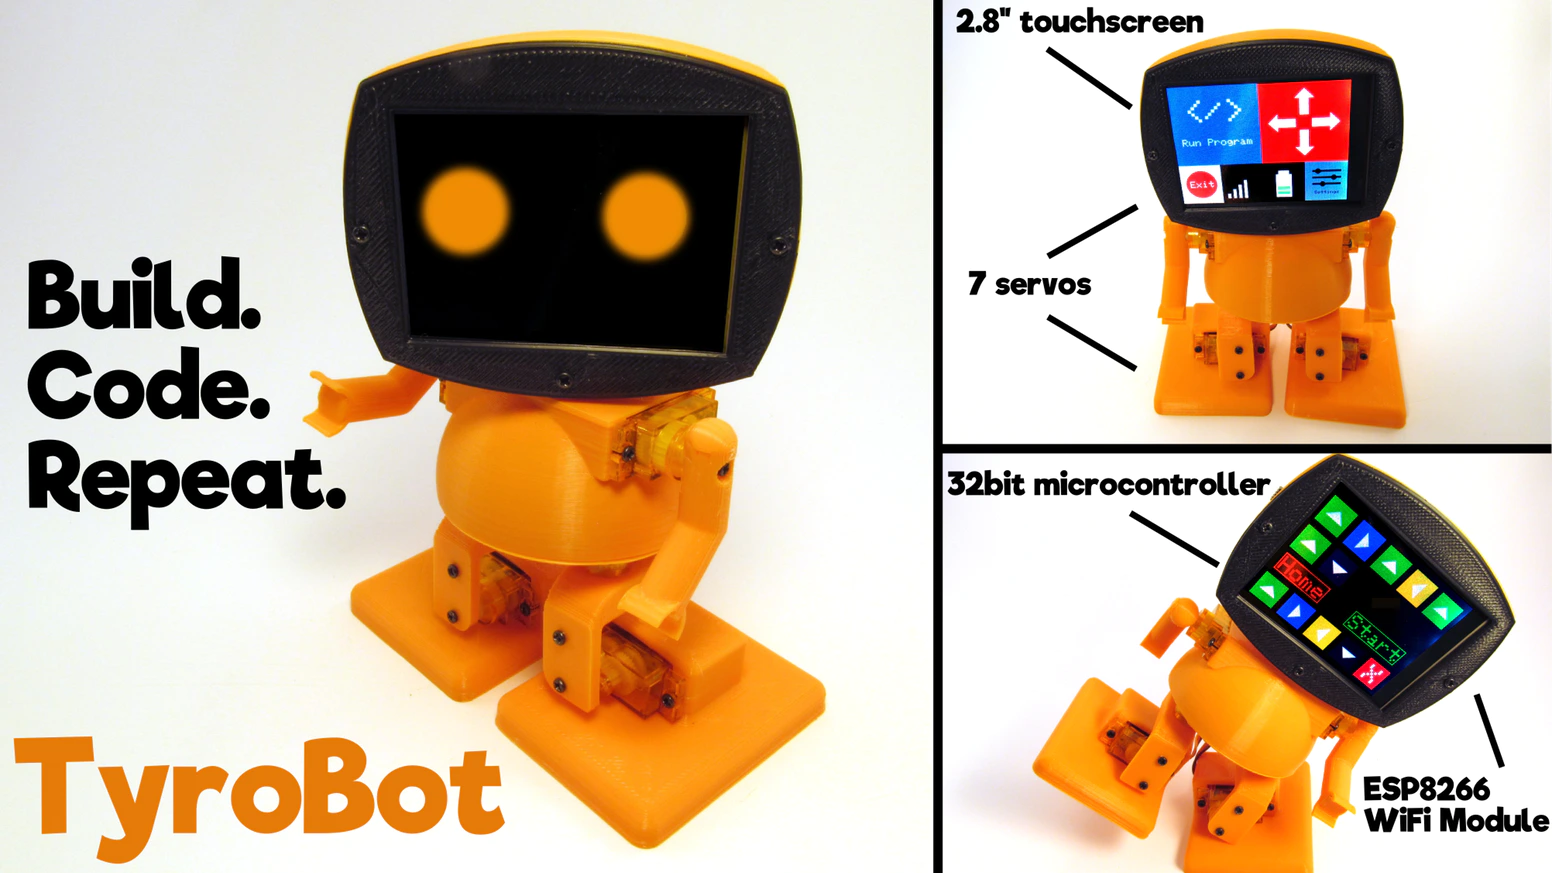 Build.
Code.
Repeat.
TyroBot
2.8" touchscreen
</>
Run Program
Exit
Settings
7 servos
32bit microcontroller
Home
Start
X
ESP8266
WiFi Module